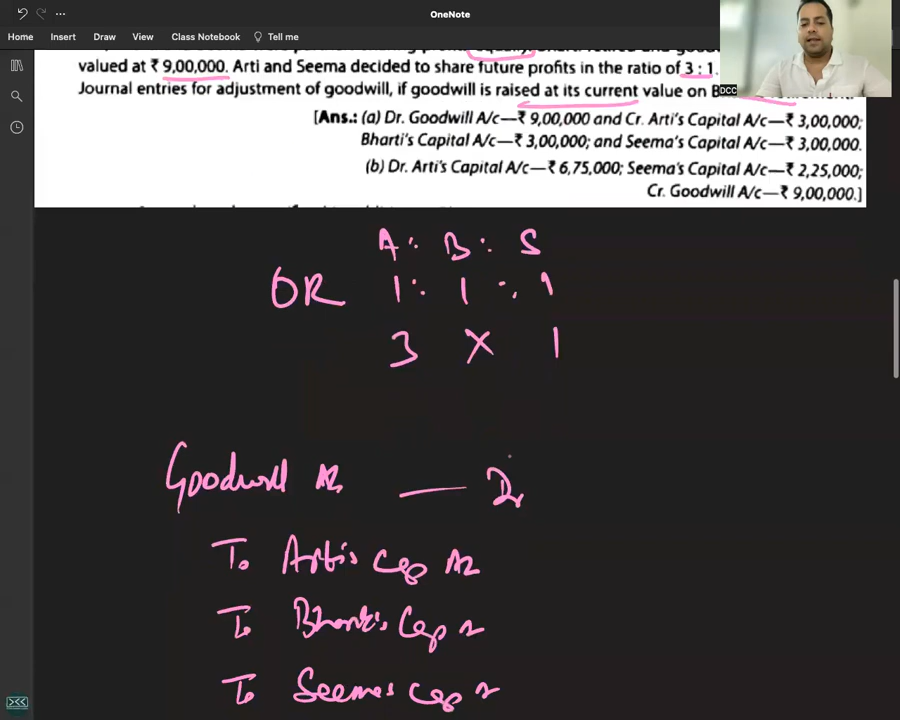 OneNote
Home Insert Draw View Class Notebook Tell me
valued at ₹ 9,00,000. Arti and Seema decided to share future profits in the ratio of 3 : 1.
Journal entries for adjustment of goodwill, if goodwill is raised at its current value on
DCC
[Ans.: (a) Dr. Goodwill A/c—₹ 9,00,000 and Cr. Arti's Capital A/c—₹ 3,00,000;
Bharti's Capital A/c—₹ 3,00,000; and Seema's Capital A/c—₹ 3,00,000.
(b) Dr. Arti's Capital A/c—₹ 6,75,000; Seema's Capital A/c—₹ 2,25,000;
Cr. Goodwill A/c—₹ 9,00,000.]
A : B : S
OR 1 : 1 : 1
3 X 1
Goodwill A/c — Dr
To Arti's Cap A/c
To Bharti's Cap
To Seema's Cap